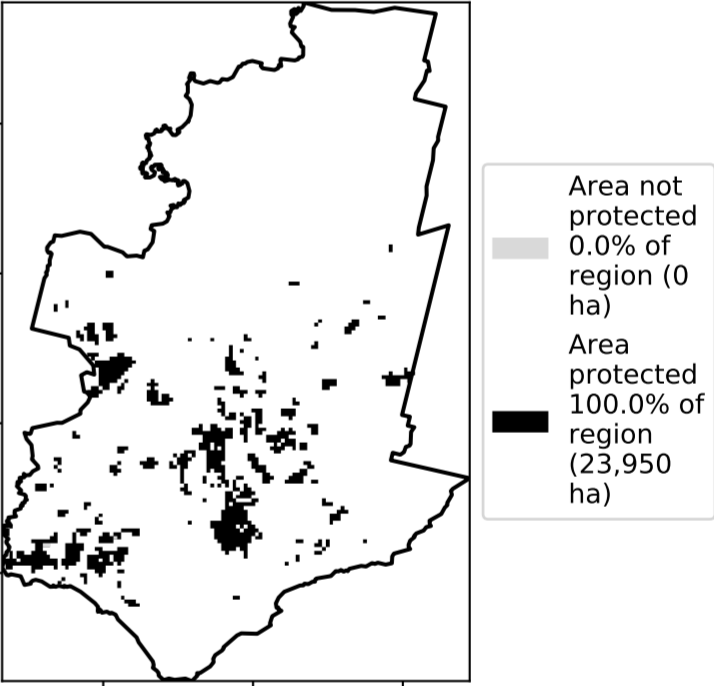 Area not
protected
0.0% of
region (0
ha)
Area
protected
100.0% of
region
(23,950
ha)